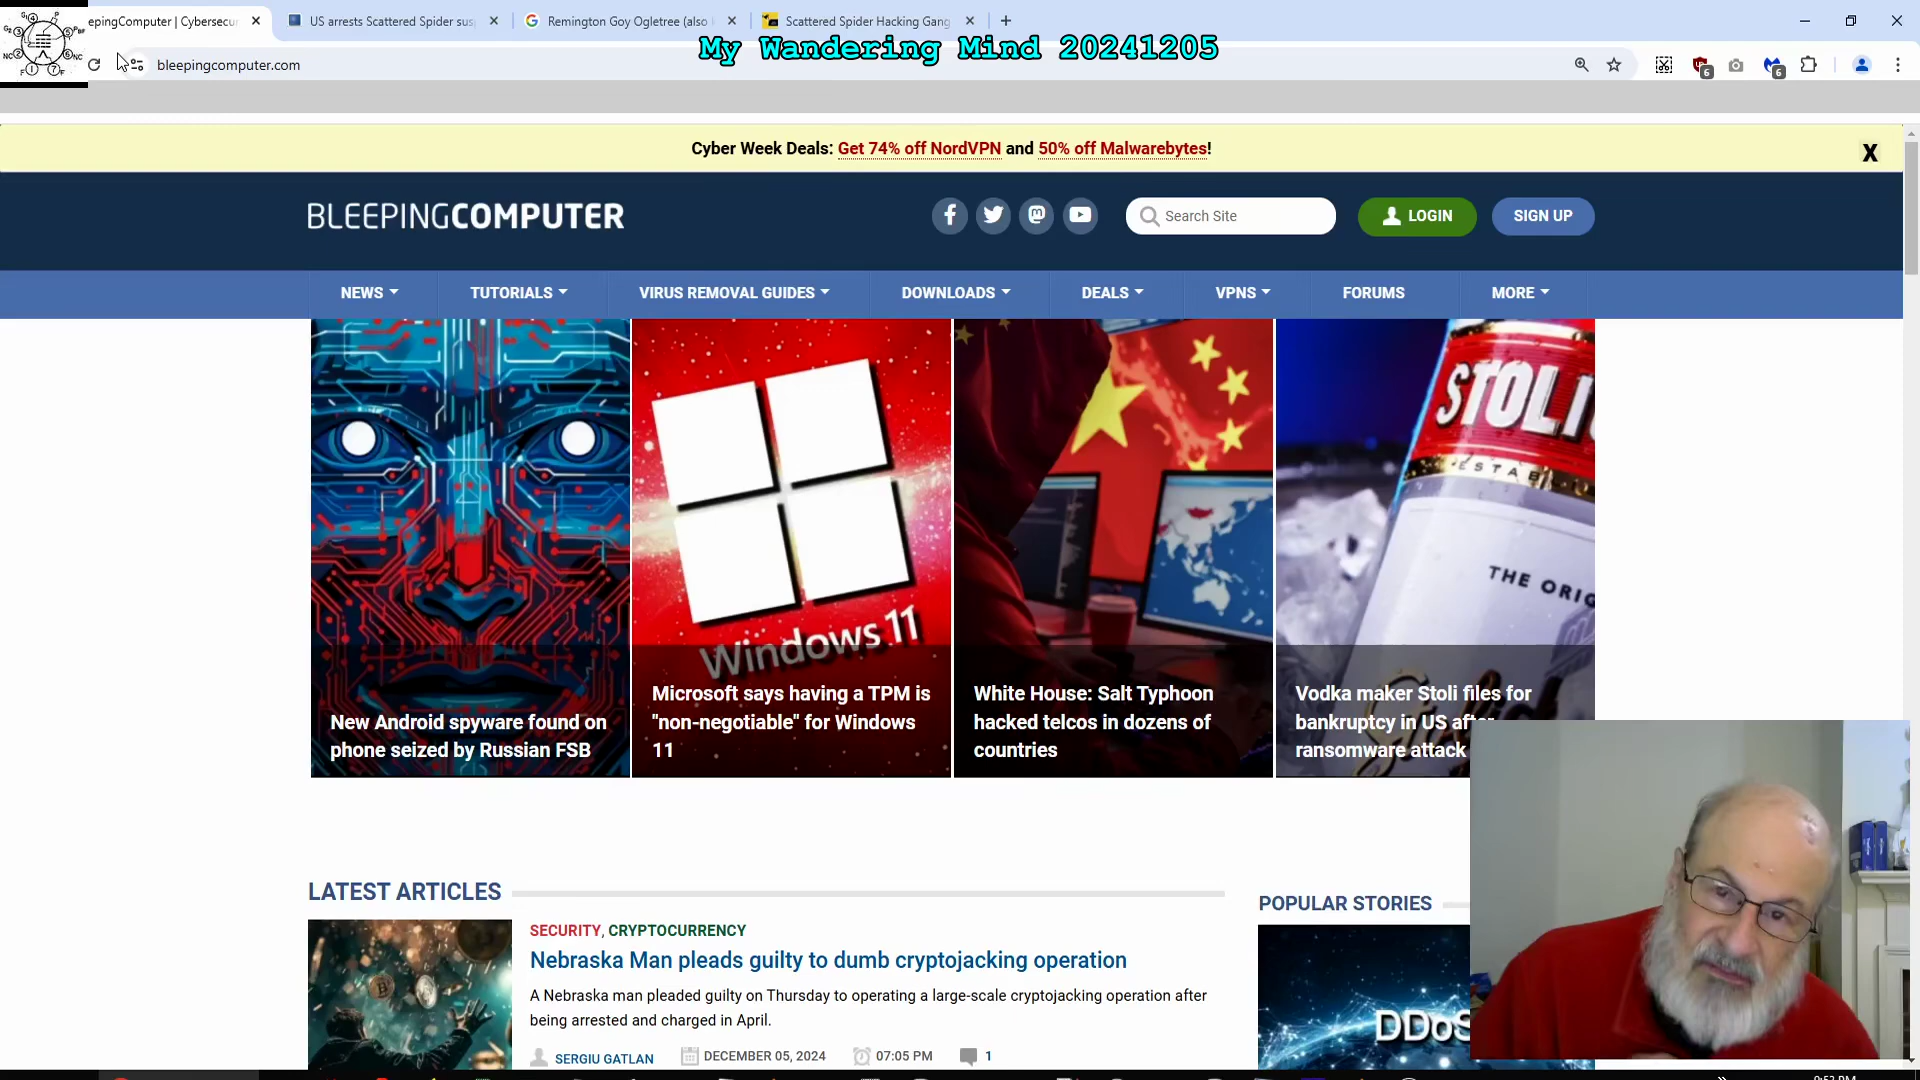 epingComputer | Cybersecur
US arrests Scattered Spider sus
Remington Goy Ogletree (also
Scattered Spider Hacking Gang
My Wandering Mind 20241205
bleepingcomputer.com
6
6
Cyber Week Deals: Get 74% off NordVPN and 50% off Malwarebytes!
X
BLEEPINGCOMPUTER
Search Site
LOGIN
SIGN UP
NEWS
TUTORIALS
VIRUS REMOVAL GUIDES
DOWNLOADS
DEALS
VPNS
FORUMS
MORE
Windows 11
STOLI
ESTAB
THE ORIG
New Android spyware found on
phone seized by Russian FSB
Microsoft says having a TPM is
"non-negotiable" for Windows
11
White House: Salt Typhoon
hacked telcos in dozens of
countries
Vodka maker Stoli files for
bankruptcy in US after
ransomware attack
LATEST ARTICLES
SECURITY, CRYPTOCURRENCY
Nebraska Man pleads guilty to dumb cryptojacking operation
A Nebraska man pleaded guilty on Thursday to operating a large-scale cryptojacking operation after
being arrested and charged in April.
SERGIU GATLAN
DECEMBER 05, 2024
07:05 PM
1
POPULAR STORIES
DDoS